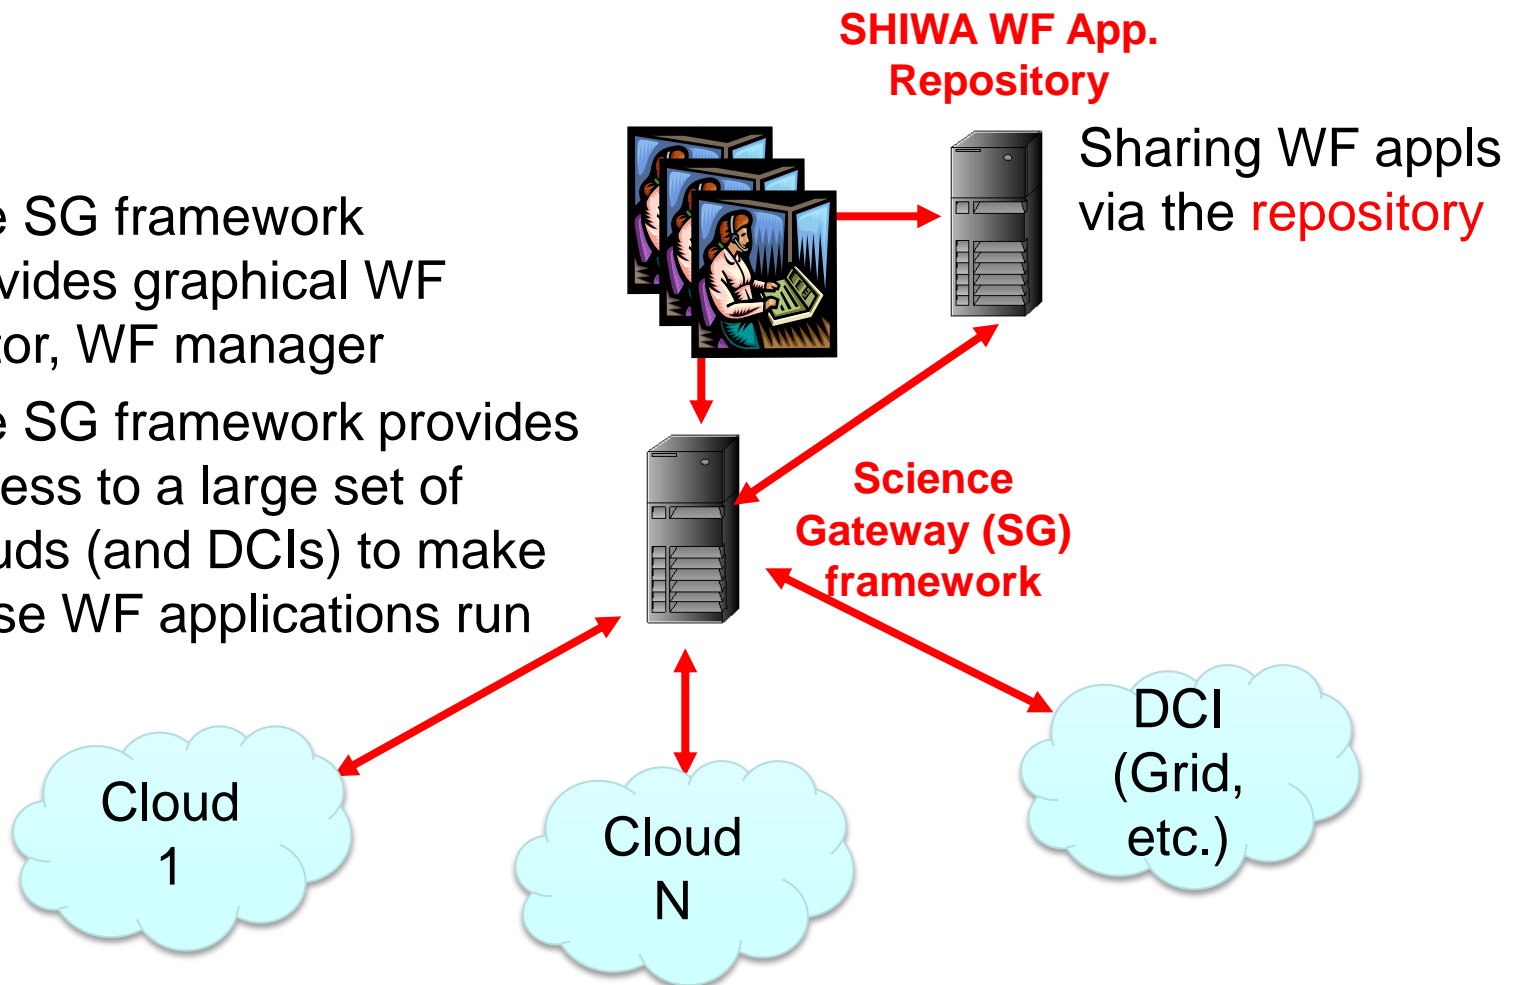 SHIWA WF App.
Repository
Sharing WF appls
via the repository
e SG framework
vides graphical WF
tor, WF manager
e SG framework provides
ess to a large set of
uds (and DCIs) to make
se WF applications run
Science
Gateway (SG)
framework
Cloud
1
Cloud
N
DCI
(Grid,
etc.)